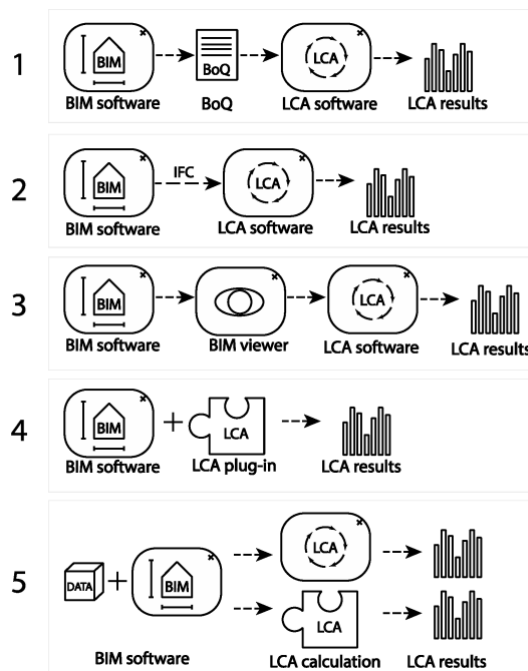 1
BIM
BoQ
LCA
BIM software
BoQ
LCA software
LCA results
2
BIM
IFC
LCA
BIM software
LCA software
LCA results
3
BIM
LCA
BIM software
BIM viewer
LCA software
LCA results
4
BIM
LCA
BIM software
LCA plug-in
LCA results
5
DATA
BIM
LCA
LCA
BIM software
LCA calculation
LCA results